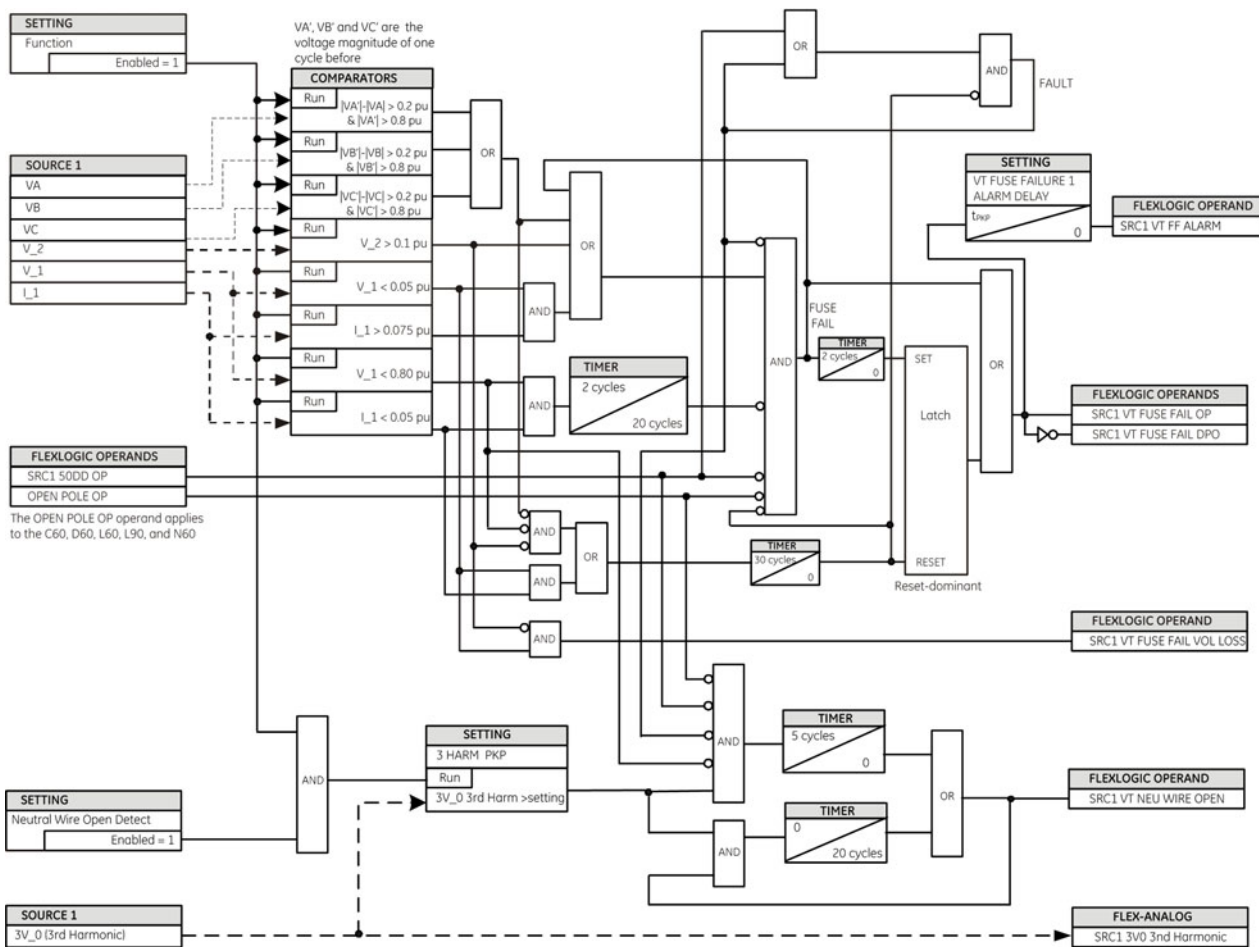 SETTING
Function
Enabled = 1
VA', VB' and VC' are the
voltage magnitude of one
cycle before
COMPARATORS
Run
|VA'|-|VA| > 0.2 pu
& |VA'| > 0.8 pu
Run
|VB'|-|VB| > 0.2 pu
& |VB'| > 0.8 pu
Run
|VC'|-|VC| > 0.2 pu
& |VC'| > 0.8 pu
Run
V_2 > 0.1 pu
Run
V_1 < 0.05 pu
Run
I_1 > 0.075 pu
Run
V_1 < 0.80 pu
Run
I_1 < 0.05 pu
SOURCE 1
VA
VB
VC
V_2
V_1
I_1
OR
OR
AND
AND
TIMER
2 cycles
20 cycles
OR
AND
FAULT
SETTING
VT FUSE FAILURE 1
ALARM DELAY
tPKP
0
FLEXLOGIC OPERAND
SRC1 VT FF ALARM
AND
FUSE
FAIL
TIMER
2 cycles
0
SET
Latch
RESET
Reset-dominant
OR
FLEXLOGIC OPERANDS
SRC1 VT FUSE FAIL OP
SRC1 VT FUSE FAIL DPO
FLEXLOGIC OPERANDS
SRC1 50DD OP
OPEN POLE OP
The OPEN POLE OP operand applies
to the C60, D60, L60, L90, and N60
AND
AND
OR
TIMER
30 cycles
0
AND
FLEXLOGIC OPERAND
SRC1 VT FUSE FAIL VOL LOSS
AND
SETTING
3 HARM PKP
Run
3V_0 3rd Harm >setting
AND
TIMER
5 cycles
0
AND
TIMER
0
20 cycles
OR
FLEXLOGIC OPERAND
SRC1 VT NEU WIRE OPEN
SETTING
Neutral Wire Open Detect
Enabled = 1
SOURCE 1
3V_0 (3rd Harmonic)
FLEX-ANALOG
SRC1 3V0 3nd Harmonic